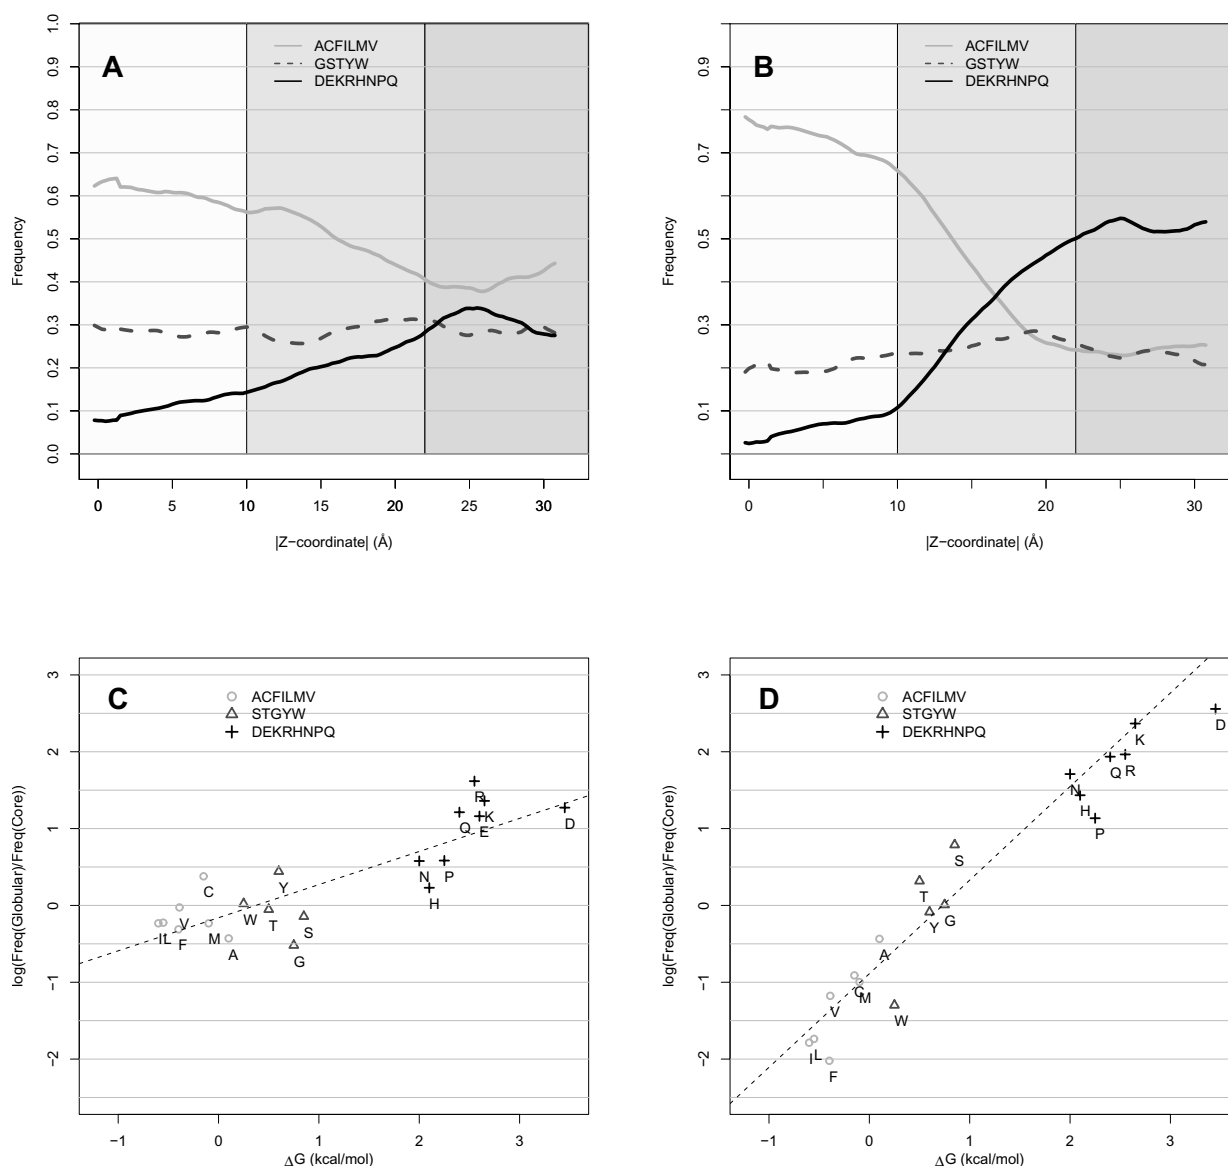 A
ACFILMV
GSTYW
DEKRHNPQ
Frequency
0.0
0.1
0.2
0.3
0.4
0.5
0.6
0.7
0.8
0.9
1.0
0 5 10 15 20 25 30
|Z−coordinate| (Å)
B
ACFILMV
GSTYW
DEKRHNPQ
Frequency
0.1
0.3
0.5
0.7
0.9
0 10 20 30
|Z−coordinate| (Å)
C
ACFILMV
STGYW
DEKRHNPQ
log(Freq(Globular)/Freq(Core))
−2
−1
0
1
2
3
I
L
V
F
C
M
A
W
Y
T
S
G
N
H
P
Q
R
K
E
D
−1 0 1 2 3
ΔG (kcal/mol)
D
ACFILMV
STGYW
DEKRHNPQ
log(Freq(Globular)/Freq(Core))
−2
−1
0
1
2
3
I
L
F
V
C
M
A
W
T
Y
S
G
N
H
P
Q
R
K
D
−1 0 1 2 3
ΔG (kcal/mol)